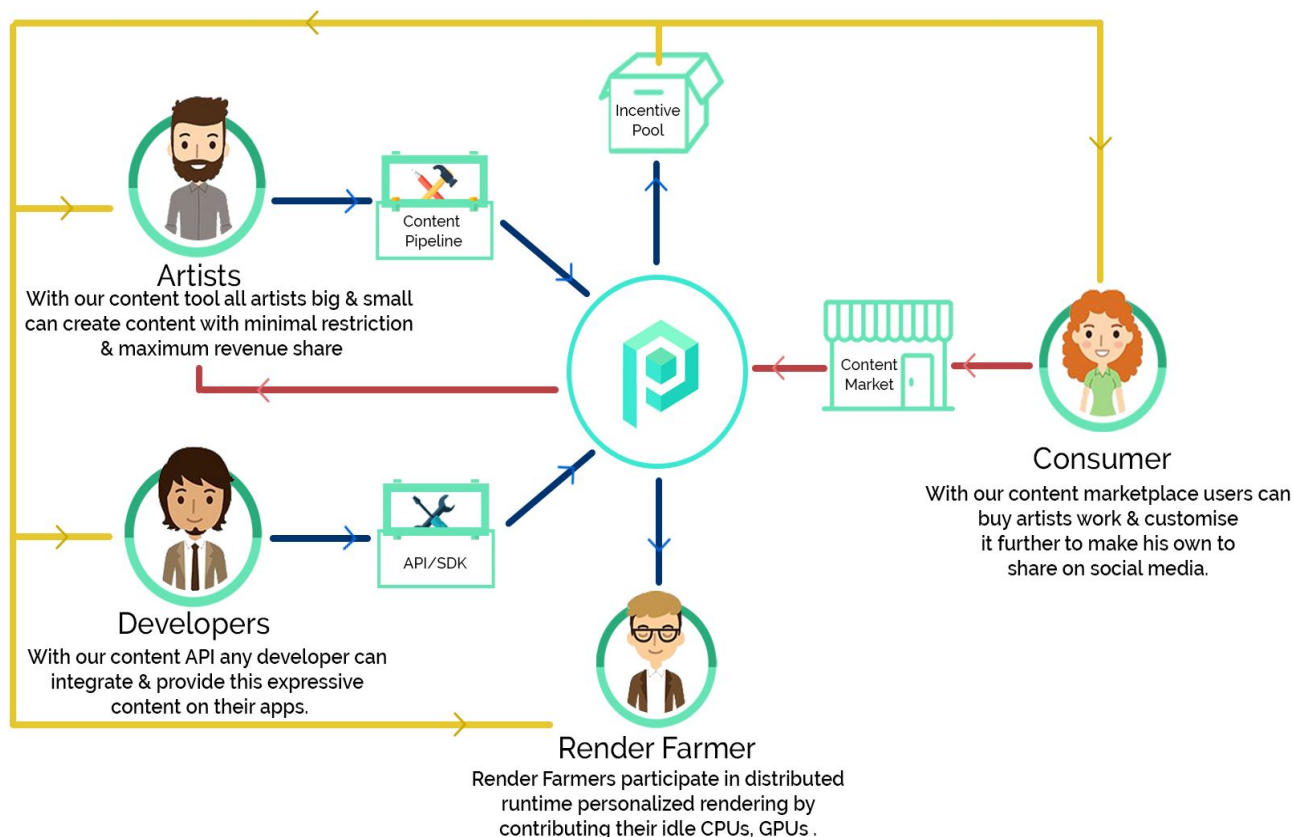 Incentive
Pool
Content
Pipeline
Artists
With our content tool all artists big & small
can create content with minimal restriction
& maximum revenue share
Content
Market
Consumer
With our content marketplace users can
buy artists work & customise
it further to make his own to
share on social media.
API/SDK
Developers
With our content API any developer can
integrate & provide this expressive
content on their apps.
Render Farmer
Render Farmers participate in distributed
runtime personalized rendering by
contributing their idle CPUs, GPUs .